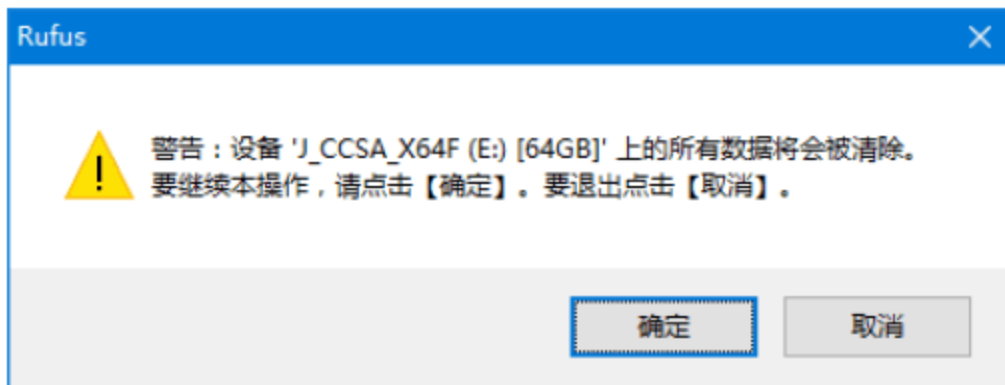 Rufus
警告：设备 'J_CCSA_X64F (E:) [64GB]' 上的所有数据将会被清除。
要继续本操作，请点击【确定】。要退出点击【取消】。
确定 取消